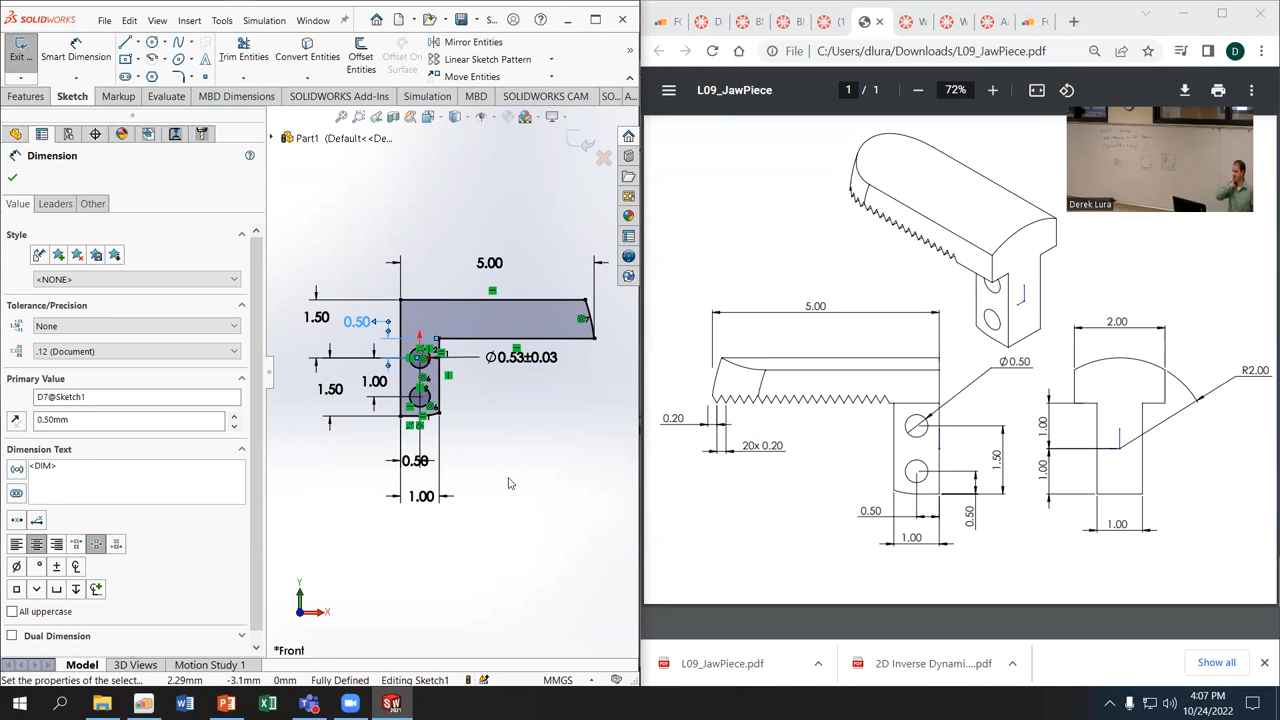 SOLIDWORKS
File Edit View Insert Tools Simulation Window
S...
Exit ...
Smart Dimension
Trim Entities
Convert Entities
Offset Entities
Offset On Surface
Mirror Entities
Linear Sketch Pattern
Move Entities
Features Sketch Markup Evaluate MBD Dimensions SOLIDWORKS Add-Ins Simulation MBD SOLIDWORKS CAM SO... A...
Part1 (Default<<De...
Dimension
Value Leaders Other
Style
<NONE>
Tolerance/Precision
None
.12 (Document)
Primary Value
D7@Sketch1
0.50mm
Dimension Text
<DIM>
All uppercase
Dual Dimension
5.00
1.50
0.50
1.50
1.00
Ø0.53±0.03
0.50
1.00
Y
X
*Front
Model 3D Views Motion Study 1
Set the properties of the selec... 2.29mm -3.1mm 0mm Fully Defined Editing Sketch1 MMGS
File C:/Users/dlura/Downloads/L09_JawPiece.pdf
D
L09_JawPiece
1 / 1
72%
Derek Lura
5.00
2.00
Ø0.50
R2.00
0.20
20x 0.20
1.50
1.00
1.00
0.50
0.50
1.00
1.00
L09_JawPiece.pdf
2D Inverse Dynami....pdf
Show all
4:07 PM
10/24/2022